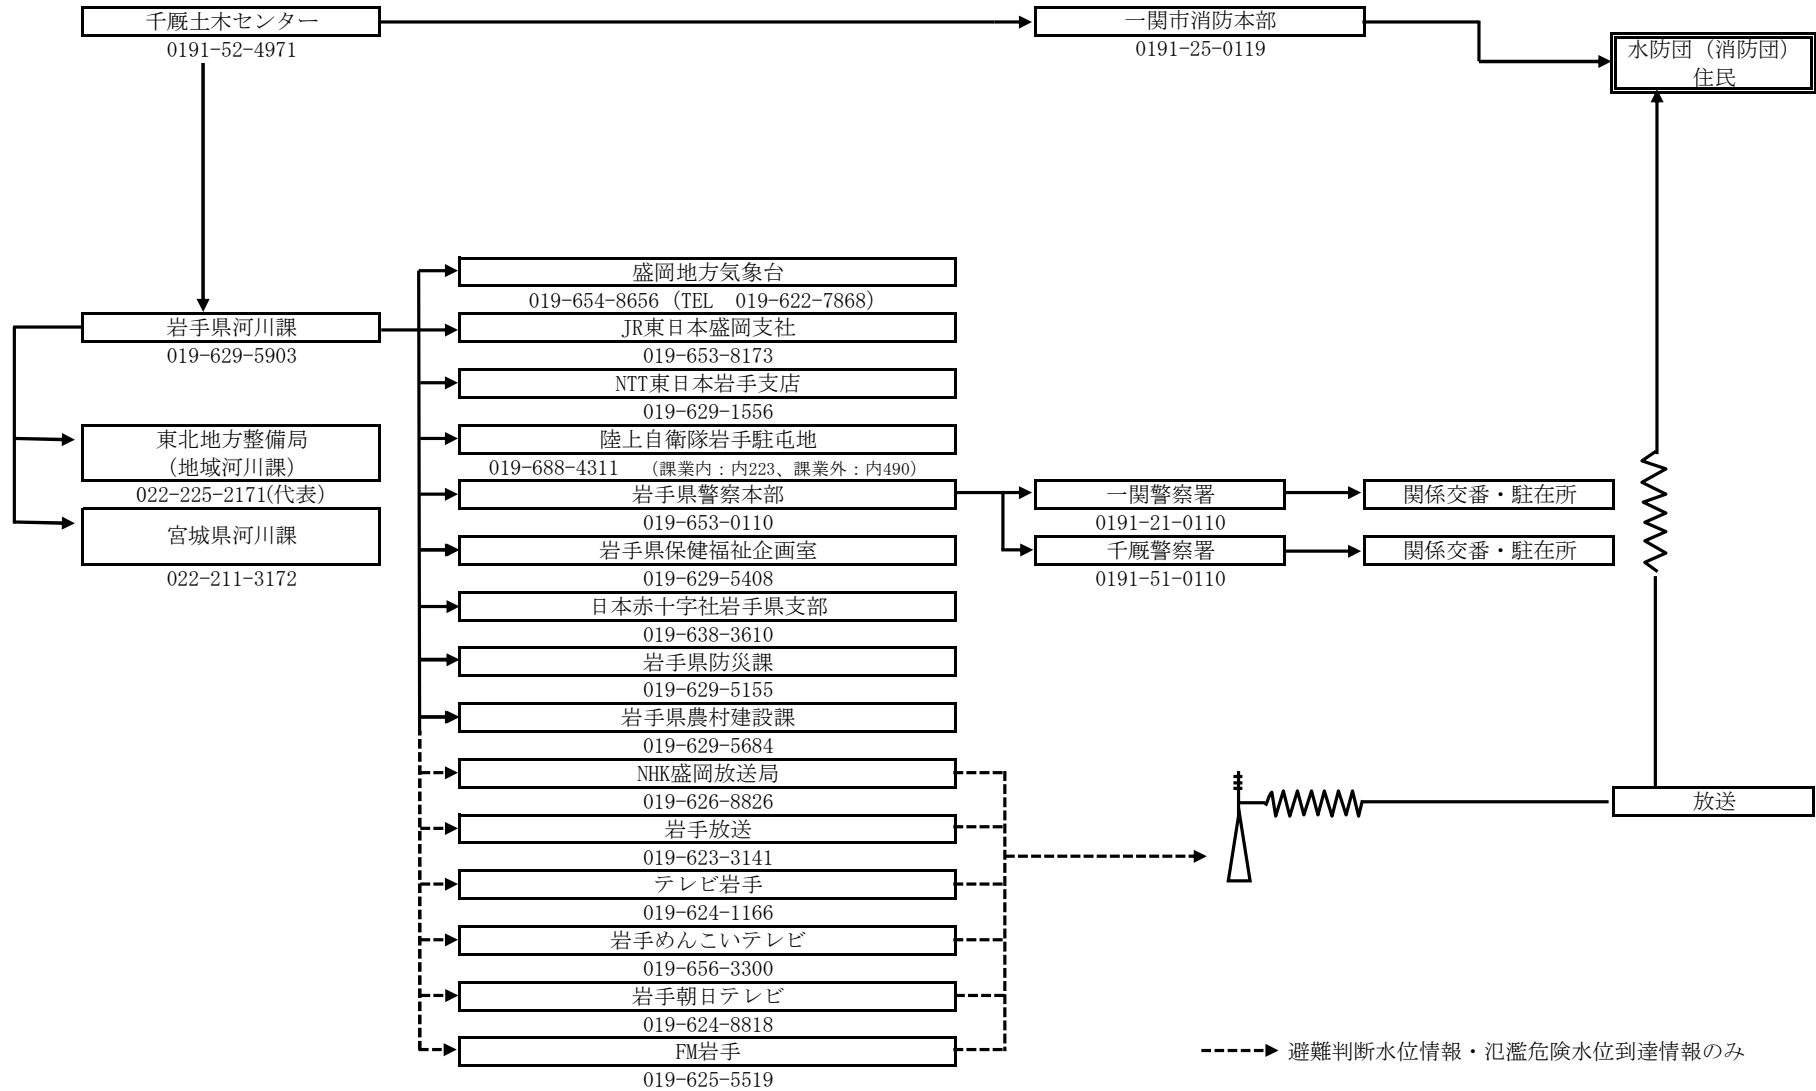 千厩土木センター
0191-52-4971
一関市消防本部
0191-25-0119
水防団（消防団）
住民
盛岡地方気象台
019-654-8656（TEL　019-622-7868）
岩手県河川課
019-629-5903
JR東日本盛岡支社
019-653-8173
NTT東日本岩手支店
019-629-1556
東北地方整備局
（地域河川課）
022-225-2171(代表）
宮城県河川課
022-211-3172
陸上自衛隊岩手駐屯地
019-688-4311　（課業内：内223、課業外：内490）
岩手県警察本部
019-653-0110
一関警察署
0191-21-0110
関係交番・駐在所
岩手県保健福祉企画室
019-629-5408
千厩警察署
0191-51-0110
関係交番・駐在所
日本赤十字社岩手県支部
019-638-3610
岩手県防災課
019-629-5155
岩手県農村建設課
019-629-5684
NHK盛岡放送局
019-626-8826
岩手放送
019-623-3141
放送
テレビ岩手
019-624-1166
岩手めんこいテレビ
019-656-3300
岩手朝日テレビ
019-624-8818
FM岩手
019-625-5519
避難判断水位情報・氾濫危険水位到達情報のみ